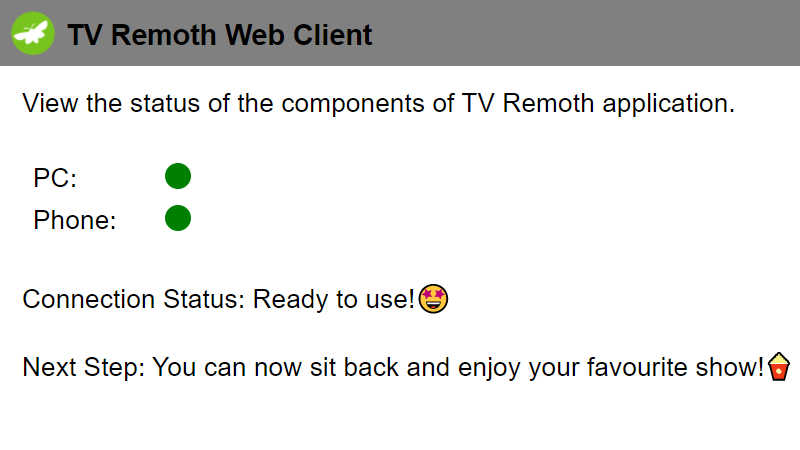 TV Remoth Web Client
View the status of the components of TV Remoth application.
PC:
Phone:
Connection Status: Ready to use!🤩
Next Step: You can now sit back and enjoy your favourite show!🍿